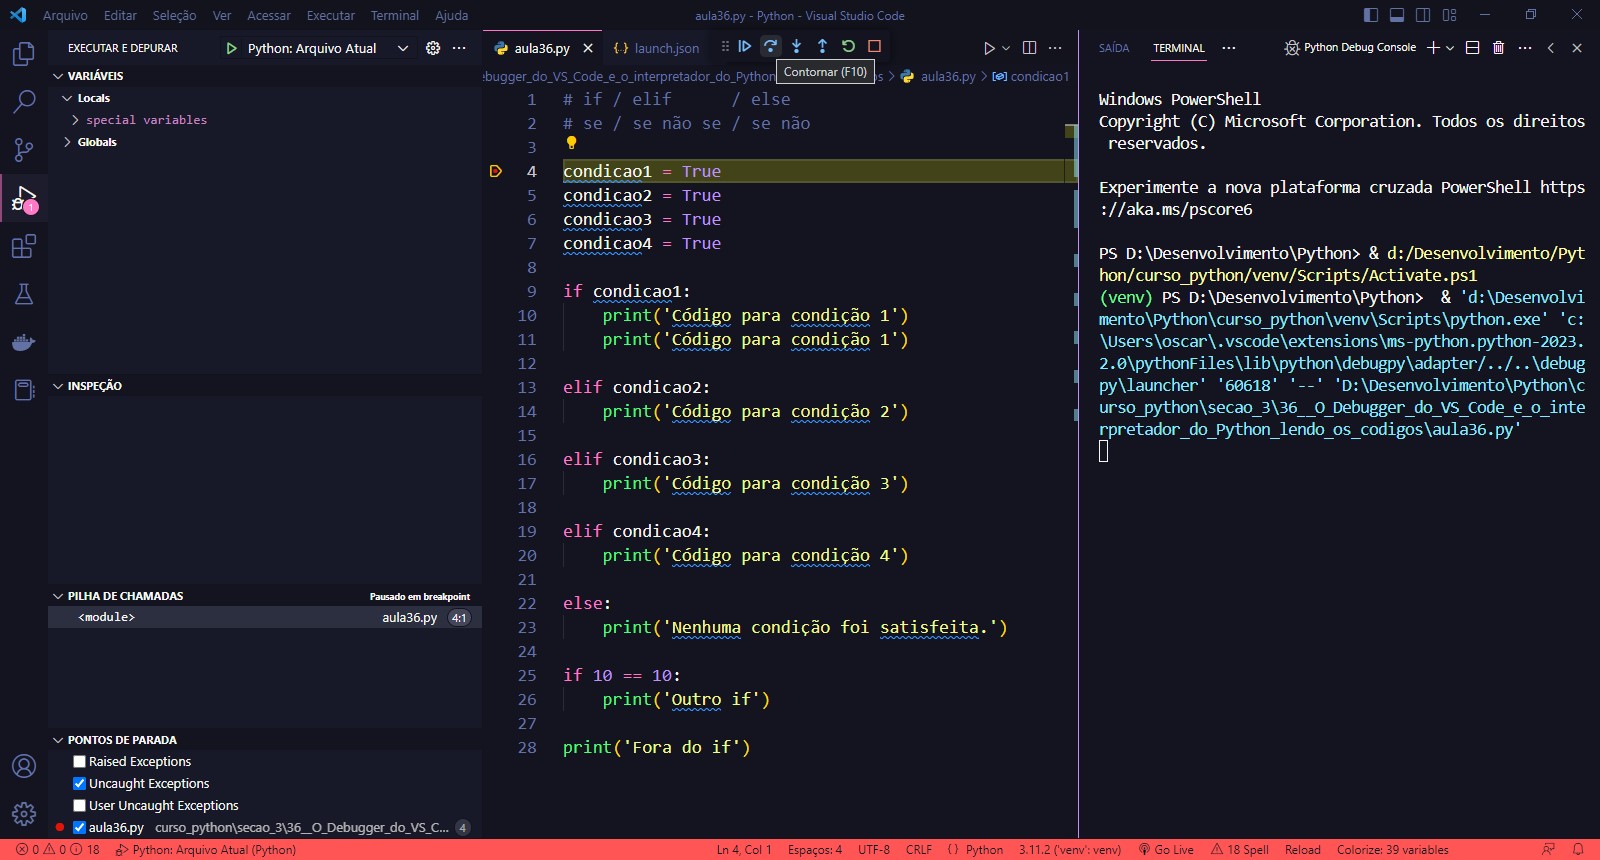 Arquivo Editar Seleção Ver Acessar Executar Terminal Ajuda
aula36.py - Python - Visual Studio Code
EXECUTAR E DEPURAR
Python: Arquivo Atual
VARIÁVEIS
Locals
special variables
Globals
INSPEÇÃO
PILHA DE CHAMADAS
Pausado em breakpoint
<module>
aula36.py 4:1
PONTOS DE PARADA
Raised Exceptions
Uncaught Exceptions
User Uncaught Exceptions
aula36.py curso_python\secao_3\36__O_Debugger_do_VS_C... 4
1
aula36.py
launch.json
Contornar (F10)
ebugger_do_VS_Code_e_o_interpretador_do_Python
os > aula36.py > condicao1
1 # if / elif      / else
2 # se / se não se / se não
3
4 condicao1 = True
5 condicao2 = True
6 condicao3 = True
7 condicao4 = True
8
9 if condicao1:
10     print('Código para condição 1')
11     print('Código para condição 1')
12
13 elif condicao2:
14     print('Código para condição 2')
15
16 elif condicao3:
17     print('Código para condição 3')
18
19 elif condicao4:
20     print('Código para condição 4')
21
22 else:
23     print('Nenhuma condição foi satisfeita.')
24
25 if 10 == 10:
26     print('Outro if')
27
28 print('Fora do if')
SAÍDA TERMINAL
Python Debug Console
Windows PowerShell
Copyright (C) Microsoft Corporation. Todos os direitos
 reservados.
Experimente a nova plataforma cruzada PowerShell https
://aka.ms/pscore6
PS D:\Desenvolvimento\Python> & d:/Desenvolvimento/Pyt
hon/curso_python/venv/Scripts/Activate.ps1
(venv) PS D:\Desenvolvimento\Python>  & 'd:\Desenvolvi
mento\Python\curso_python\venv\Scripts\python.exe' 'c:
\Users\oscar\.vscode\extensions\ms-python.python-2023.
2.0\pythonFiles\lib\python\debugpy\adapter/../..\debug
py\launcher' '60618' '--' 'D:\Desenvolvimento\Python\c
urso_python\secao_3\36__O_Debugger_do_VS_Code_e_o_inte
rpretador_do_Python_lendo_os_codigos\aula36.py'
0 0 18
Python: Arquivo Atual (Python)
Ln 4, Col 1
Espaços: 4
UTF-8
CRLF
Python
3.11.2 ('venv': venv)
Go Live
18 Spell
Reload
Colorize: 39 variables